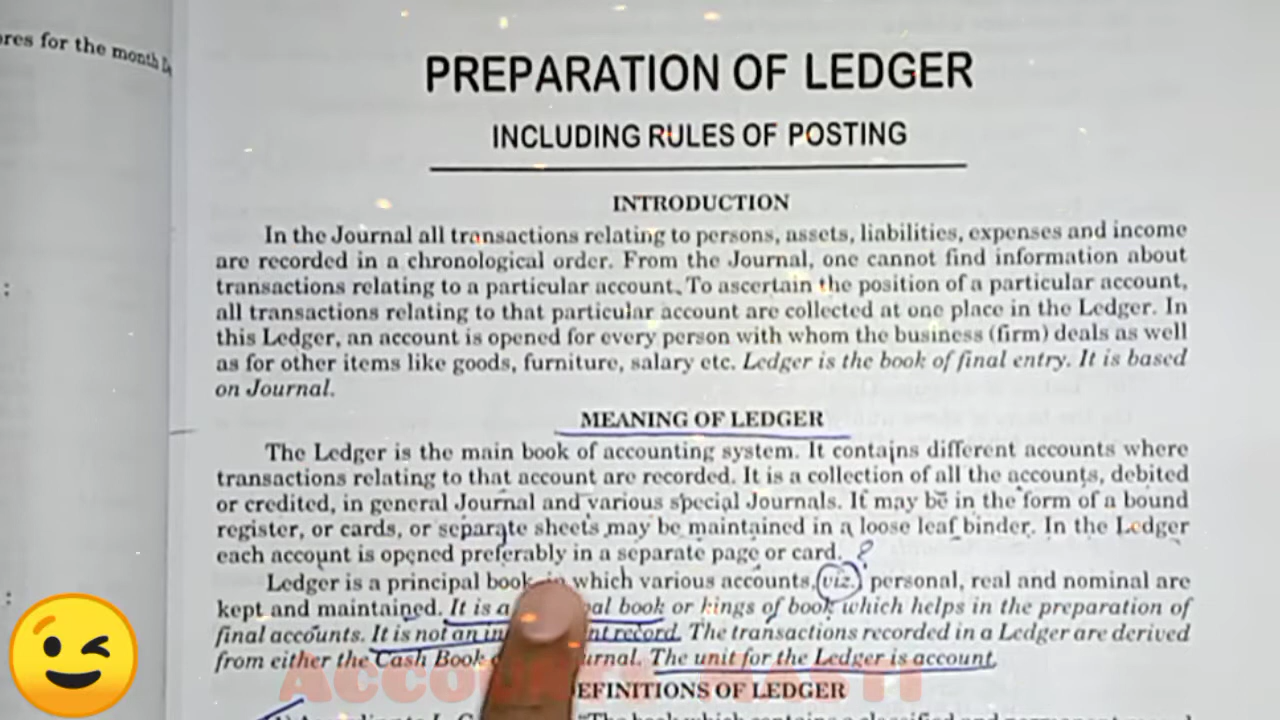 ores for the month
PREPARATION OF LEDGER
INCLUDING RULES OF POSTING
INTRODUCTION
In the Journal all transactions relating to persons, assets, liabilities, expenses and income
are recorded in a chronological order. From the Journal, one cannot find information about
transactions relating to a particular account. To ascertain the position of a particular account,
all transactions relating to that particular account are collected at one place in the Ledger. In
this Ledger, an account is opened for every person with whom the business (firm) deals as well
as for other items like goods, furniture, salary etc. Ledger is the book of final entry. It is based
on Journal.
MEANING OF LEDGER
The Ledger is the main book of accounting system. It contains different accounts where
transactions relating to that account are recorded. It is a collection of all the accounts, debited
or credited, in general Journal and various special Journals. It may be in the form of a bound
register, or cards, or separate sheets may be maintained in a loose leaf binder. In the Ledger
each account is opened preferably in a separate page or card. ?
Ledger is a principal book in which various accounts, (viz.) personal, real and nominal are
kept and maintained. It is a book or kings of book which helps in the preparation of
final accounts. It is not an record. The transactions recorded in a Ledger are derived
from either the Cash Book The unit for the Ledger is account
ACCOUNTS MASTI
DEFINITIONS OF LEDGER